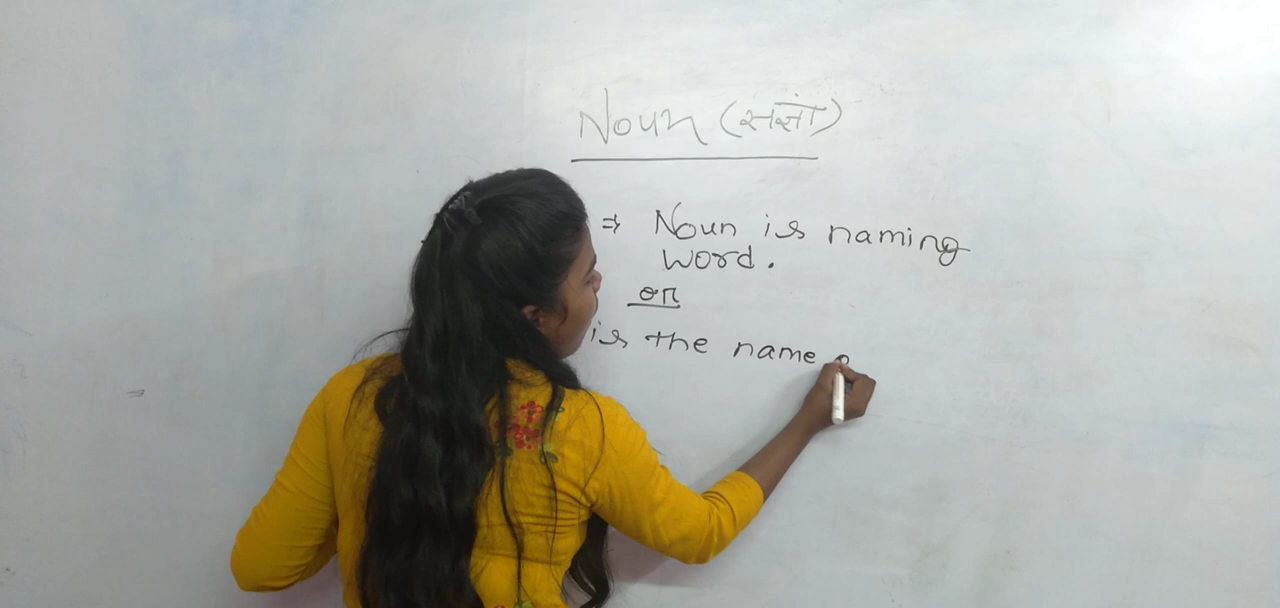 Noun (संज्ञा)
⇒ Noun is naming
word.
or
is the name